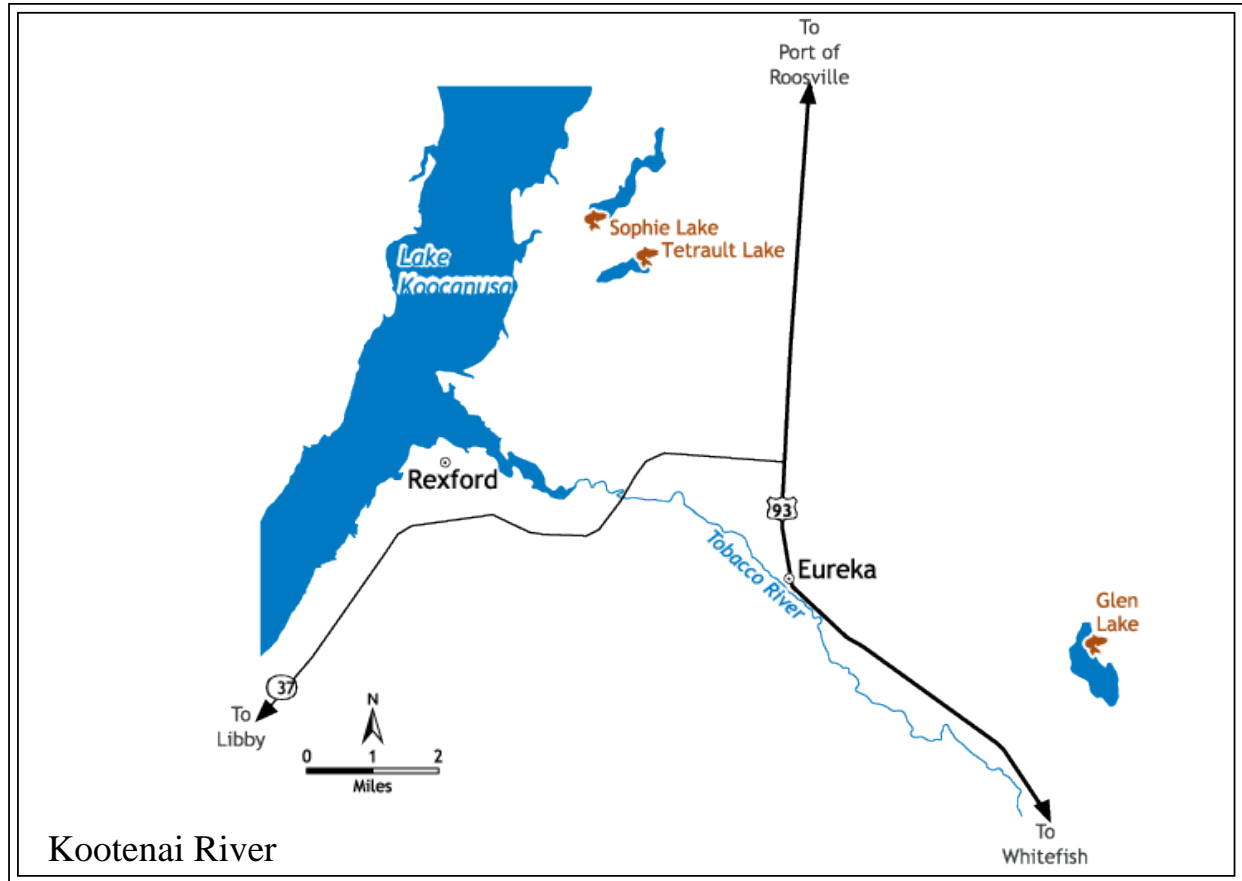 To
Port of
Roosville
Sophie Lake
Tetrault Lake
Lake
Koocanusa
Rexford
93
Tobacco River
Eureka
Glen
Lake
37
To
Libby
N
0 1 2
Miles
To
Whitefish
Kootenai River